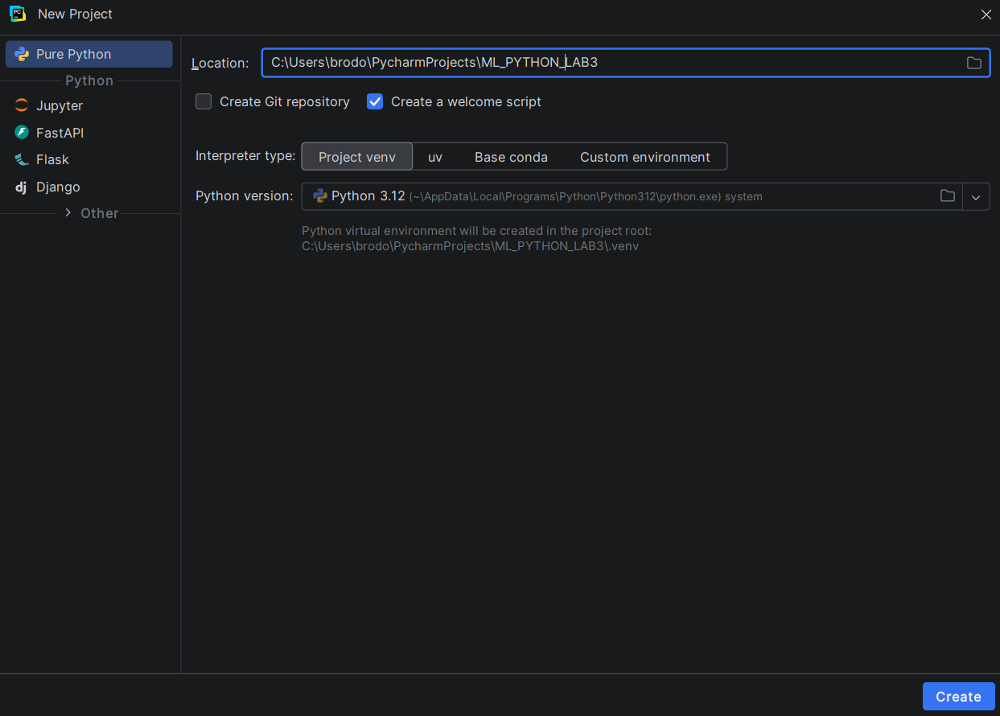 New Project
Pure Python
Python
Jupyter
FastAPI
Flask
dj Django
Other
Location: C:\Users\brodo\PycharmProjects\ML_PYTHON_LAB3
Create Git repository Create a welcome script
Interpreter type: Project venv uv Base conda Custom environment
Python version: Python 3.12 (~\AppData\Local\Programs\Python\Python312\python.exe) system
Python virtual environment will be created in the project root:
C:\Users\brodo\PycharmProjects\ML_PYTHON_LAB3\.venv
Create